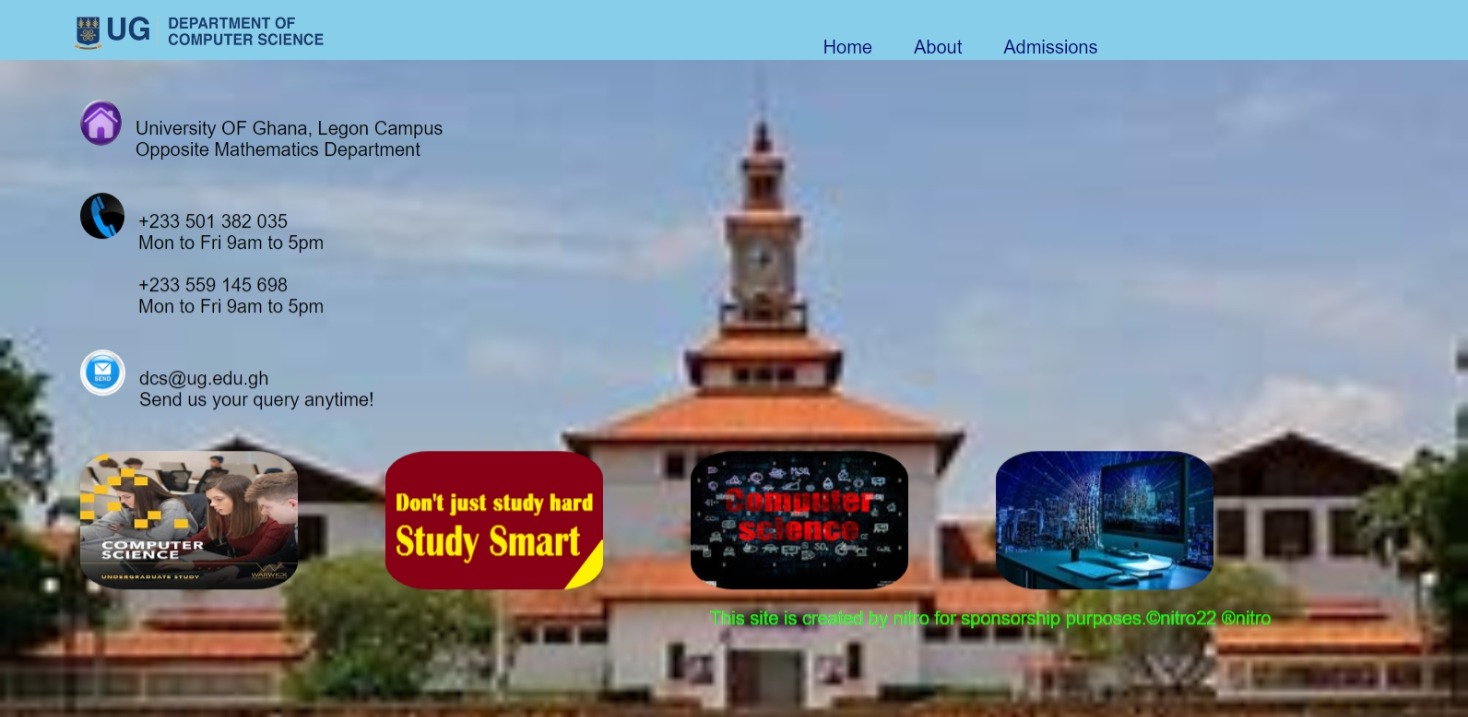 UG
DEPARTMENT OF
COMPUTER SCIENCE
Home About Admissions
University OF Ghana, Legon Campus
Opposite Mathematics Department
+233 501 382 035
Mon to Fri 9am to 5pm
+233 559 145 698
Mon to Fri 9am to 5pm
SEND
dcs@ug.edu.gh
Send us your query anytime!
COMPUTER
SCIENCE
UNDERGRADUATE STUDY
WARWICK
Don't just study hard
Study Smart
Computer
science
This site is created by nitro for sponsorship purposes.©nitro22 ®nitro